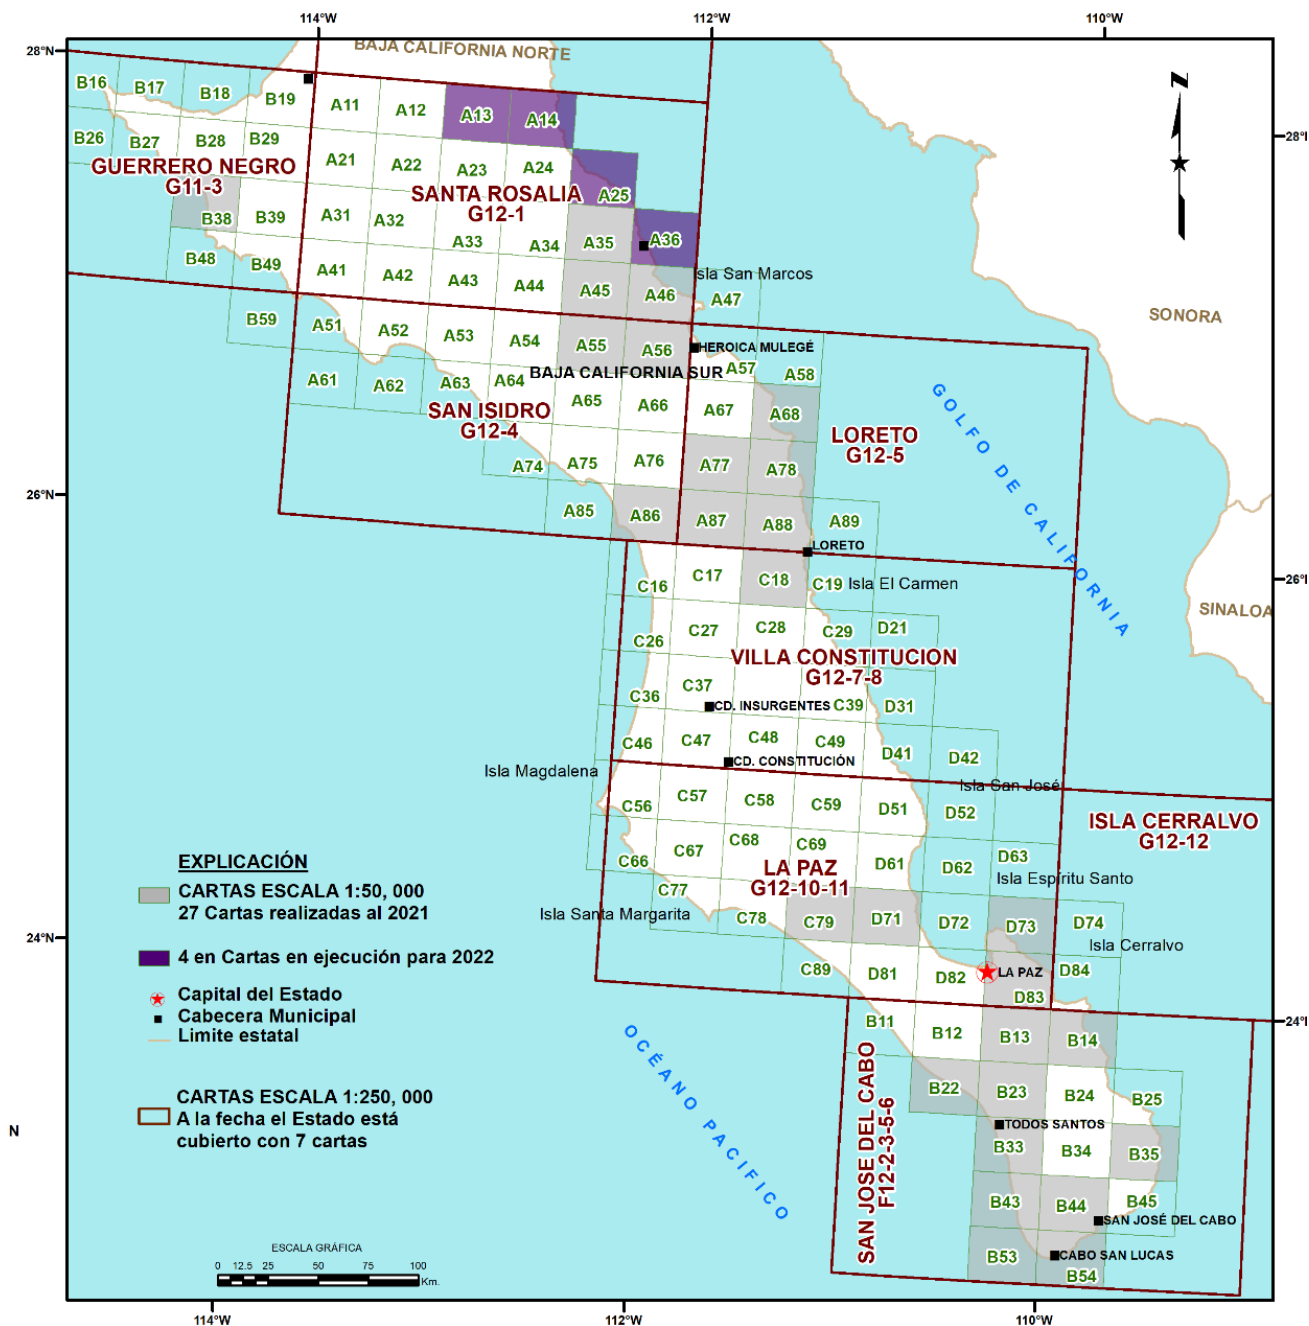 114°W
112°W
110°W
28°N
BAJA CALIFORNIA NORTE
B16
B17
B18
B19
A11
A12
A13
A14
28°N
B26
B27
B28
B29
A21
A22
A23
A24
A25
GUERRERO NEGRO
G11-3
SANTA ROSALIA
G12-1
B38
B39
A31
A32
A33
A34
A35
A36
B48
B49
A41
A42
A43
A44
A45
A46
A47
Isla San Marcos
SONORA
B59
A51
A52
A53
A54
A55
A56
HEROICA MULEGÉ
A57
A58
BAJA CALIFORNIA SUR
A61
A62
A63
A64
A65
A66
A67
A68
SAN ISIDRO
G12-4
LORETO
G12-5
GOLFO DE CALIFORNIA
A74
A75
A76
A77
A78
26°N
A85
A86
A87
A88
A89
LORETO
26°N
C16
C17
C18
C19
Isla El Carmen
SINALOA
C26
C27
C28
C29
D21
VILLA CONSTITUCION
G12-7-8
C36
C37
C39
D31
CD. INSURGENTES
C46
C47
C48
C49
D41
D42
CD. CONSTITUCIÓN
Isla Magdalena
Isla San José
C56
C57
C58
C59
D51
D52
ISLA CERRALVO
G12-12
C66
C67
C68
C69
D61
D62
D63
LA PAZ
G12-10-11
Isla Espíritu Santo
C77
C78
C79
D71
D72
D73
D74
Isla Santa Margarita
Isla Cerralvo
24°N
C89
D81
D82
LA PAZ
D83
D84
24°N
B11
B12
B13
B14
B22
B23
B24
B25
TODOS SANTOS
B33
B34
B35
B43
B44
B45
SAN JOSÉ DEL CABO
B53
CABO SAN LUCAS
B54
SAN JOSE DEL CABO
F12-2-3-5-6
OCÉANO PACIFICO
EXPLICACIÓN
CARTAS ESCALA 1:50, 000
27 Cartas realizadas al 2021
4 en Cartas en ejecución para 2022
Capital del Estado
Cabecera Municipal
Limite estatal
CARTAS ESCALA 1:250, 000
A la fecha el Estado está
cubierto con 7 cartas
N
ESCALA GRÁFICA
0 12.5 25 50 75 100
Km.
114°W
112°W
110°W
Z